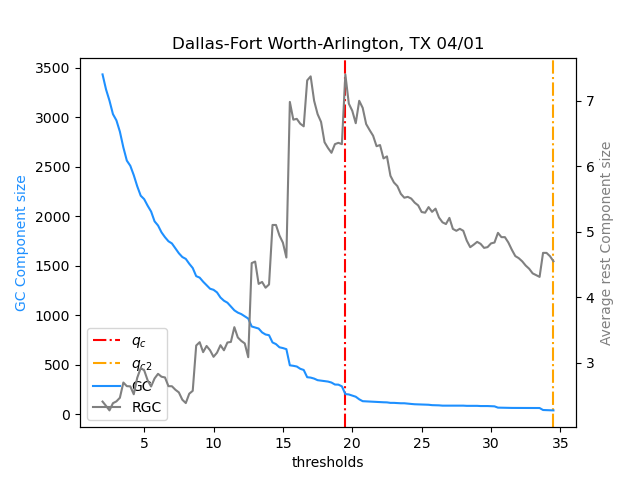 Dallas-Fort Worth-Arlington, TX 04/01
GC Component size
3500
3000
2500
2000
1500
1000
500
0
7
6
5
4
3
Average rest Component size
q_c
q_c2
GC
RGC
5
10
15
20
25
30
35
thresholds